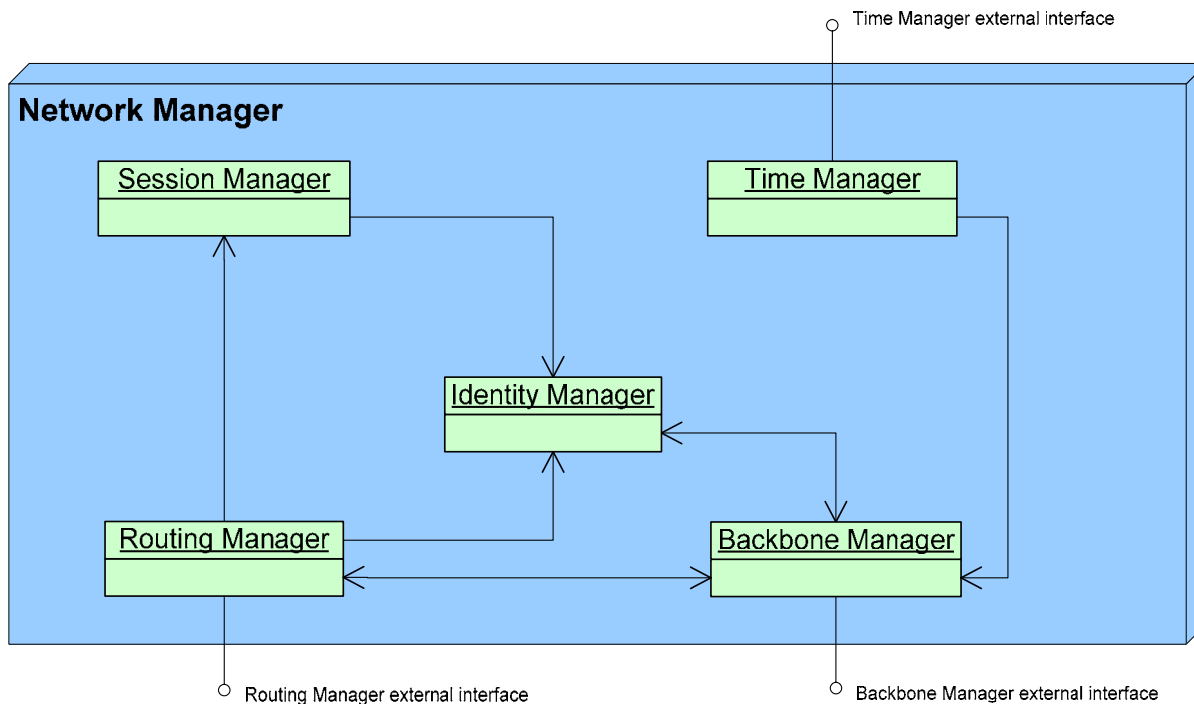 Time Manager external interface
Network Manager
Session Manager
Time Manager
Identity Manager
Routing Manager
Backbone Manager
Routing Manager external interface
Backbone Manager external interface